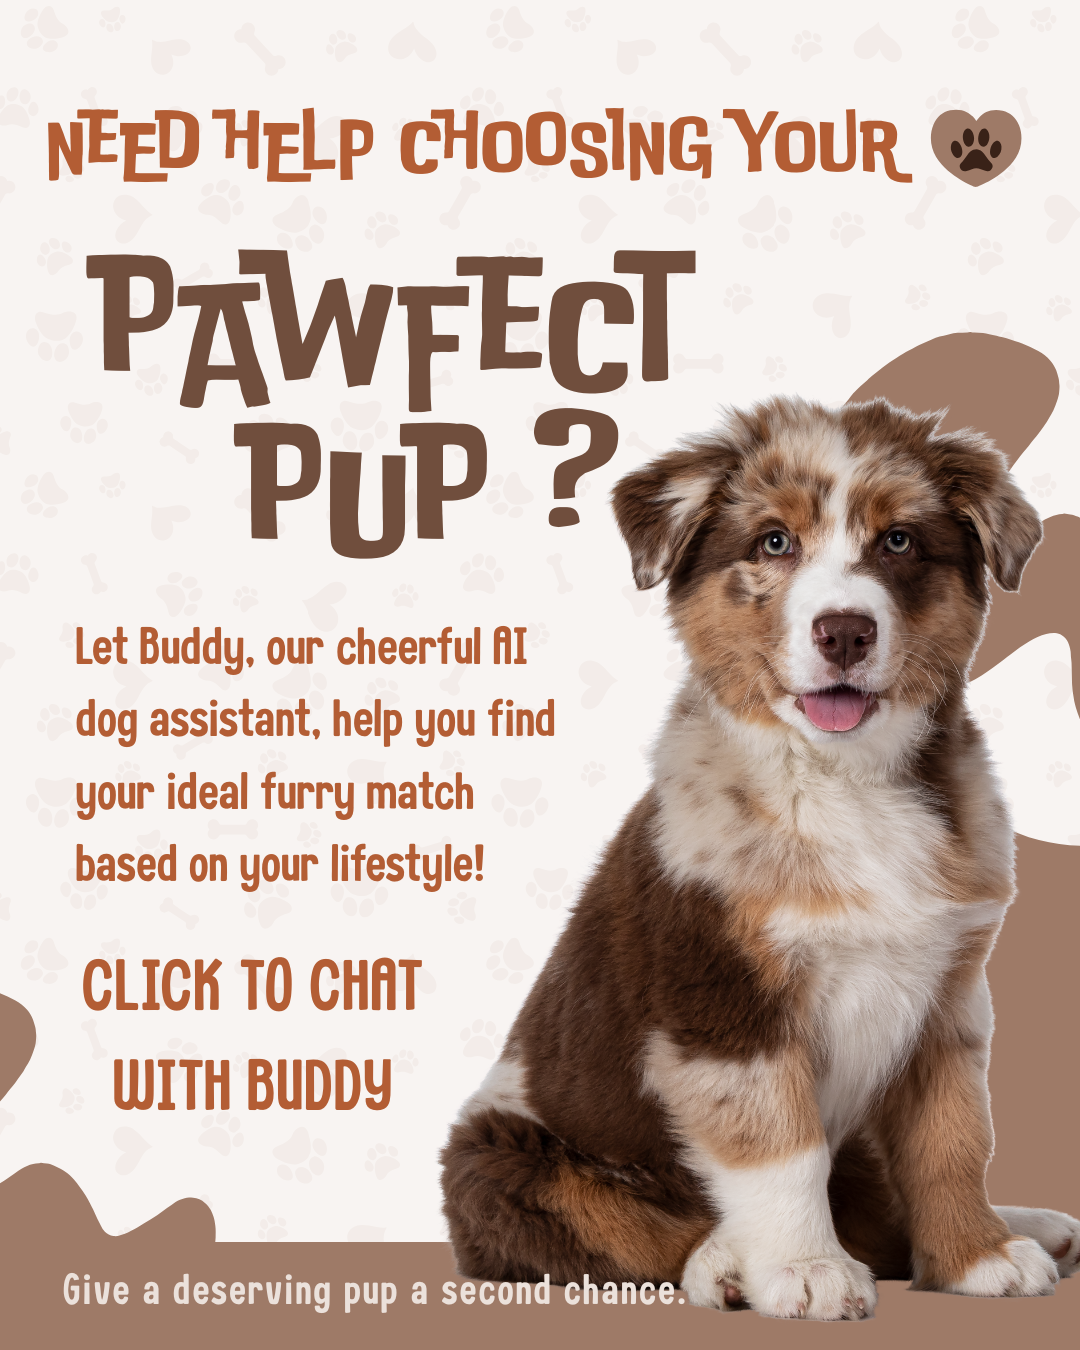 NEED HELP CHOOSING YOUR
PAWFECT
PUP ?
Let Buddy, our cheerful AI
dog assistant, help you find
your ideal furry match
based on your lifestyle!
CLICK TO CHAT
WITH BUDDY
Give a deserving pup a second chance.